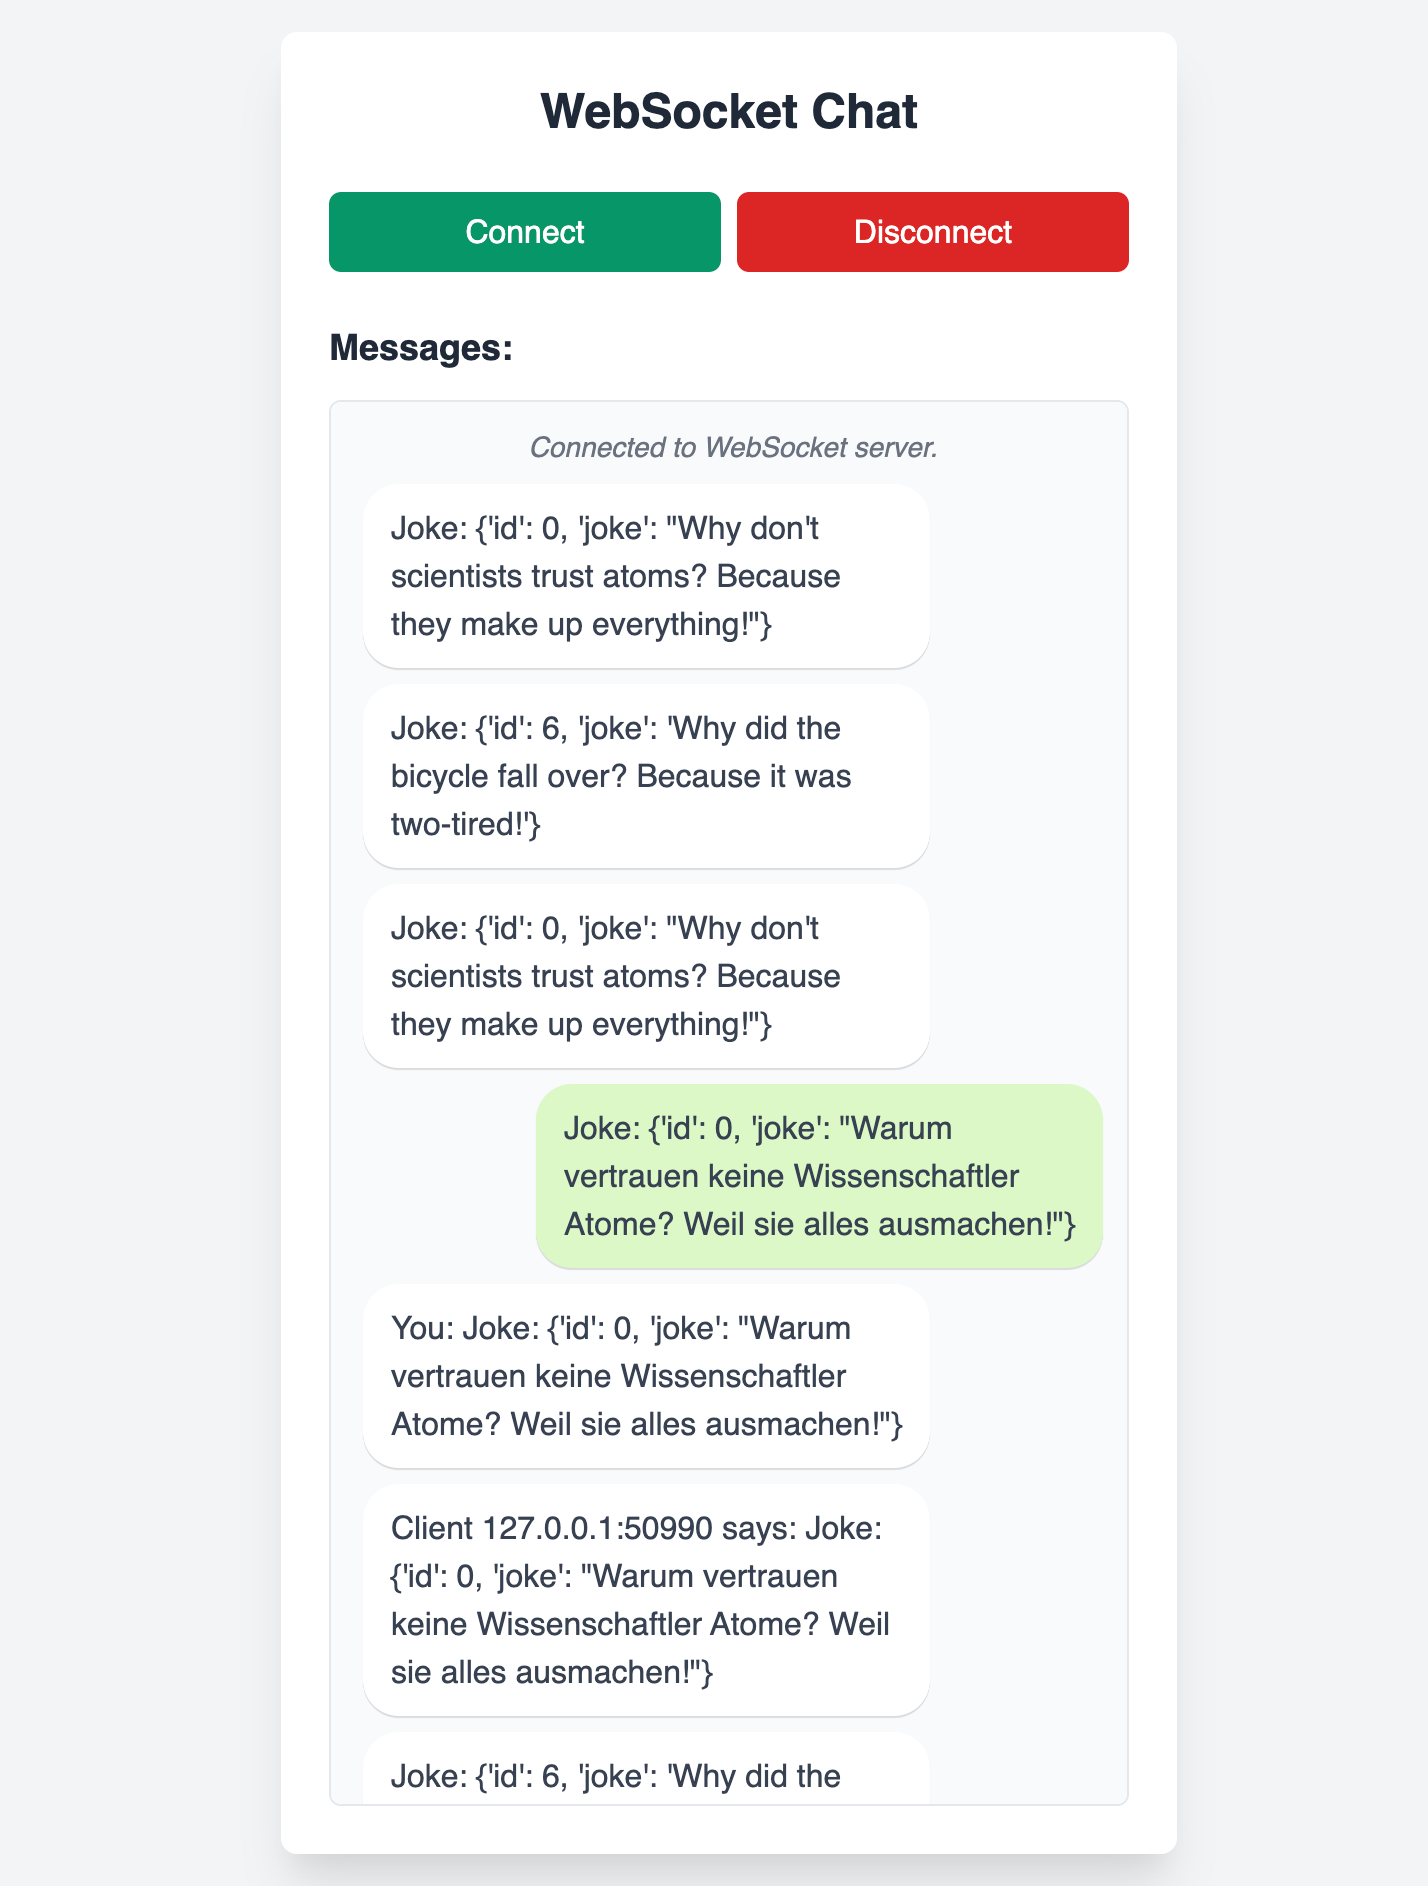 WebSocket Chat
Connect
Disconnect
Messages:
Connected to WebSocket server.
Joke: {'id': 0, 'joke': "Why don't
scientists trust atoms? Because
they make up everything!"}
Joke: {'id': 6, 'joke': 'Why did the
bicycle fall over? Because it was
two-tired!'}
Joke: {'id': 0, 'joke': "Why don't
scientists trust atoms? Because
they make up everything!"}
Joke: {'id': 0, 'joke': "Warum
vertrauen keine Wissenschaftler
Atome? Weil sie alles ausmachen!"}
You: Joke: {'id': 0, 'joke': "Warum
vertrauen keine Wissenschaftler
Atome? Weil sie alles ausmachen!"}
Client 127.0.0.1:50990 says: Joke:
{'id': 0, 'joke': "Warum vertrauen
keine Wissenschaftler Atome? Weil
sie alles ausmachen!"}
Joke: {'id': 6, 'joke': 'Why did the